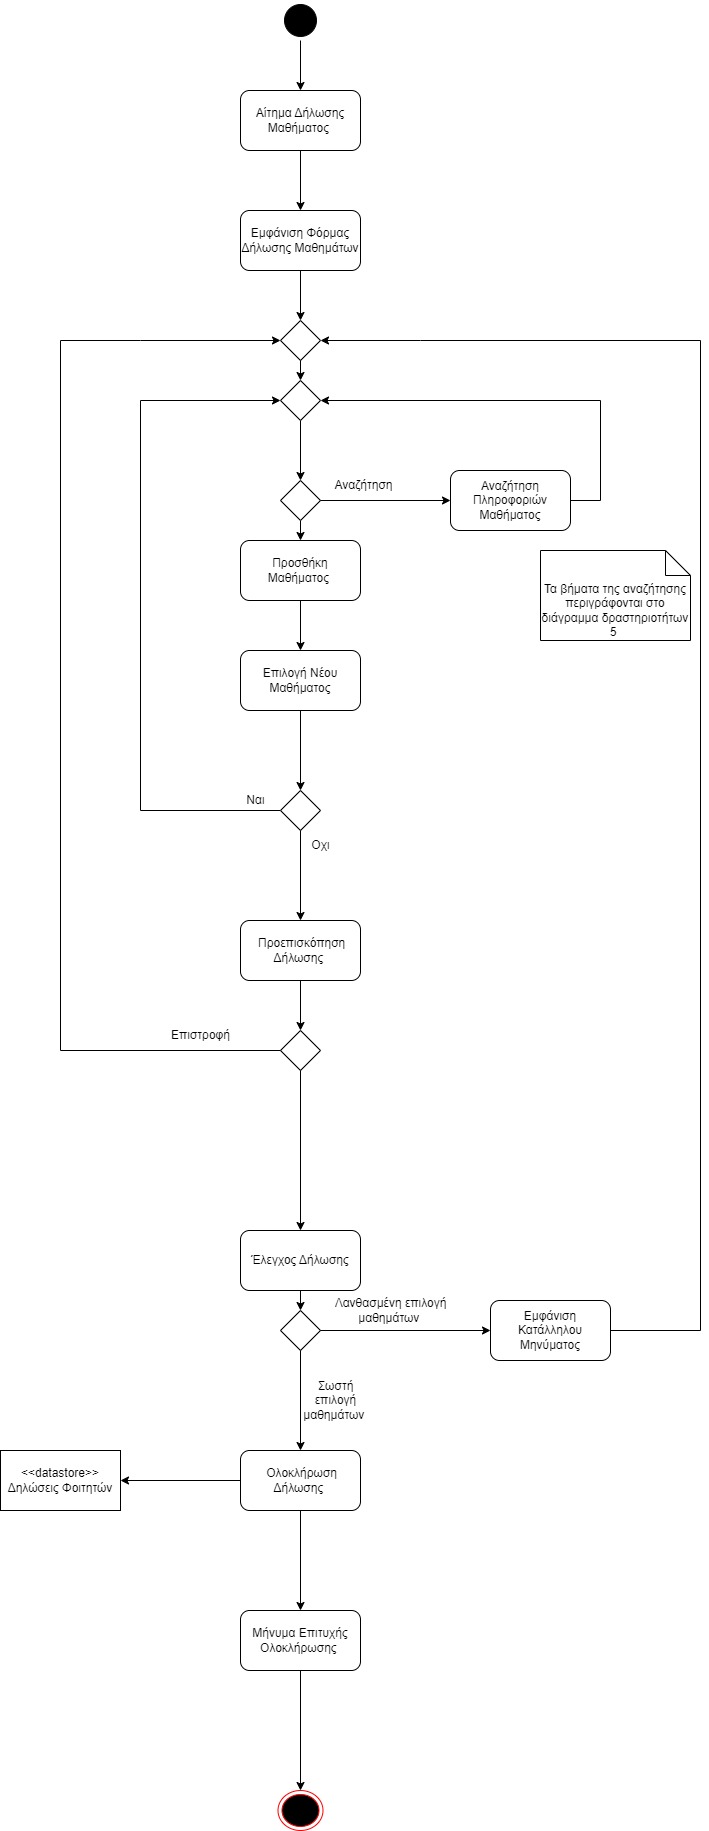 Αίτημα Δήλωσης
Μαθήματος
Εμφάνιση Φόρμας
Δήλωσης Μαθημάτων
Αναζήτηση
Αναζήτηση
Πληροφοριών
Μαθήματος
Προσθήκη
Μαθήματος
Τα βήματα της αναζήτησης
περιγράφονται στο
διάγραμμα δραστηριοτήτων
5
Επιλογή Νέου
Μαθήματος
Ναι
Οχι
Προεπισκόπηση
Δήλωσης
Επιστροφή
Έλεγχος Δήλωσης
Λανθασμένη επιλογή
μαθημάτων
Εμφάνιση
Κατάλληλου
Μηνύματος
Σωστή
επιλογή
μαθημάτων
<<datastore>>
Δηλώσεις Φοιτητών
Ολοκλήρωση
Δήλωσης
Μήνυμα Επιτυχής
Ολοκλήρωσης